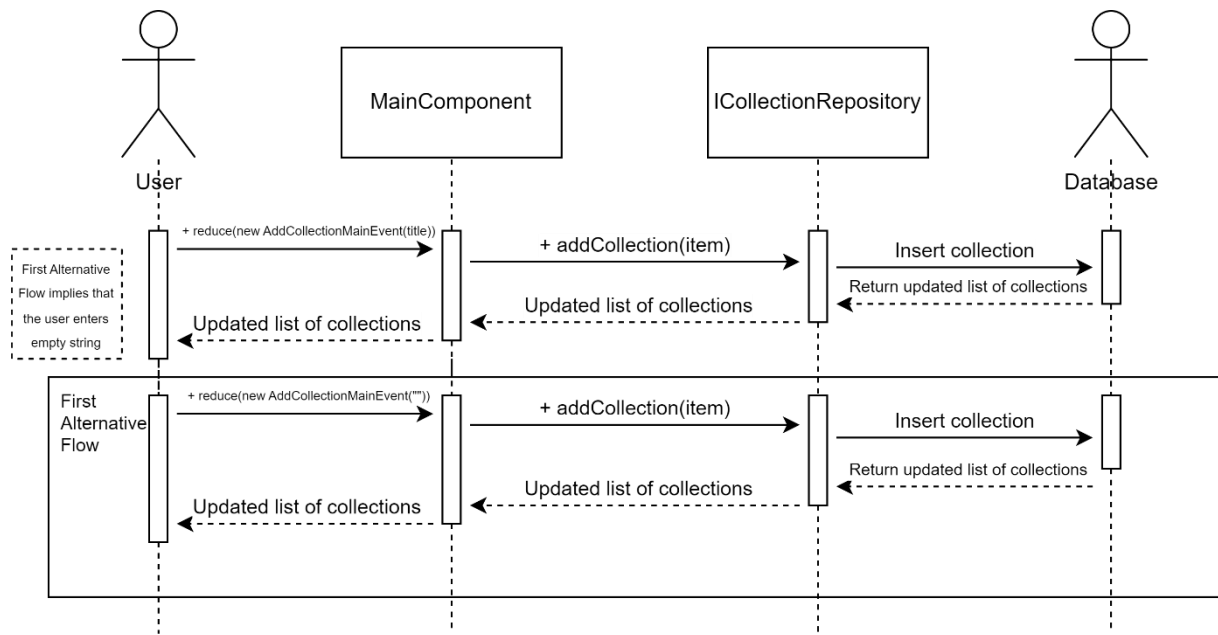 MainComponent
ICollectionRepository
User
Database
+ reduce(new AddCollectionMainEvent(title))
+ addCollection(item)
Insert collection
Return updated list of collections
Updated list of collections
Updated list of collections
First Alternative
Flow implies that
the user enters
empty string
First
Alternative
Flow
+ reduce(new AddCollectionMainEvent(""))
+ addCollection(item)
Insert collection
Return updated list of collections
Updated list of collections
Updated list of collections